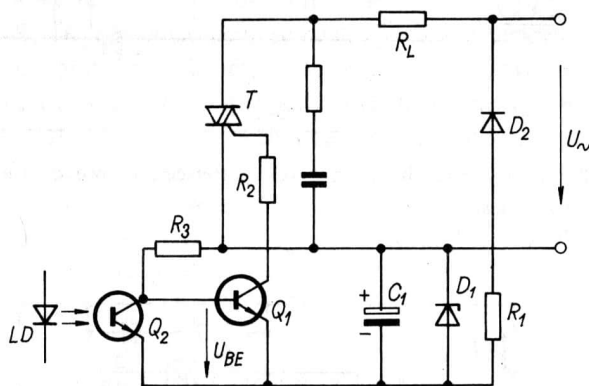 R_L
T
D_2
U_~
R_2
R_3
+
C_1
-
D_1
R_1
LD
Q_2
U_BE
Q_1